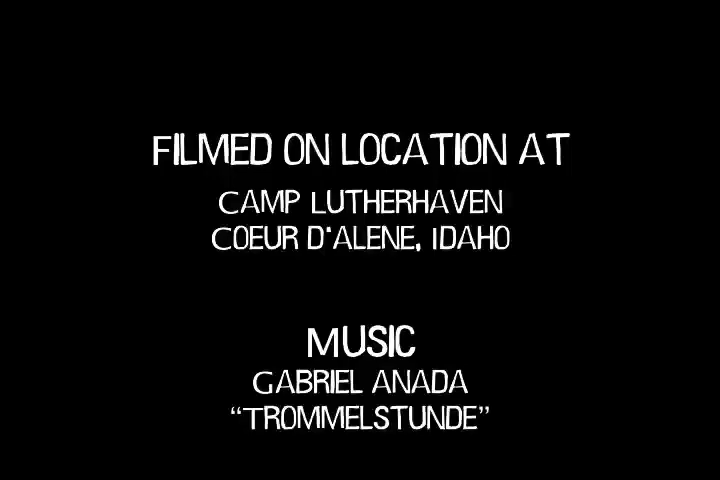 FILMED ON LOCATION AT
CAMP LUTHERHAVEN
COEUR D'ALENE, IDAHO
MUSIC
GABRIEL ANADA
“TROMMELSTUNDE”